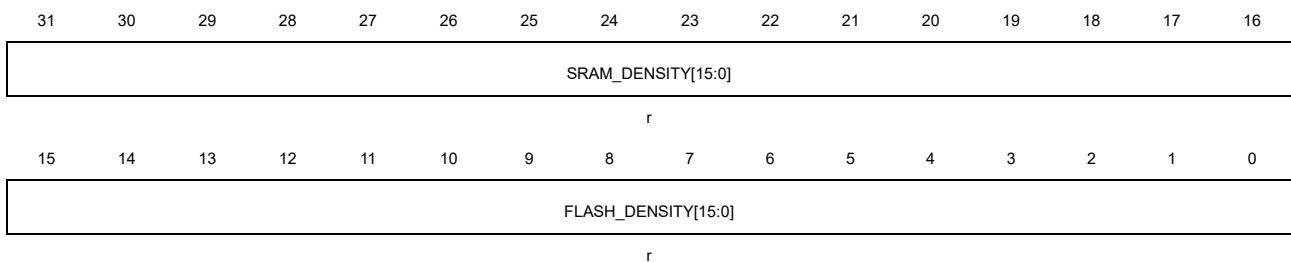 31 30 29 28 27 26 25 24 23 22 21 20 19 18 17 16
SRAM_DENSITY[15:0]
r
15 14 13 12 11 10 9 8 7 6 5 4 3 2 1 0
FLASH_DENSITY[15:0]
r